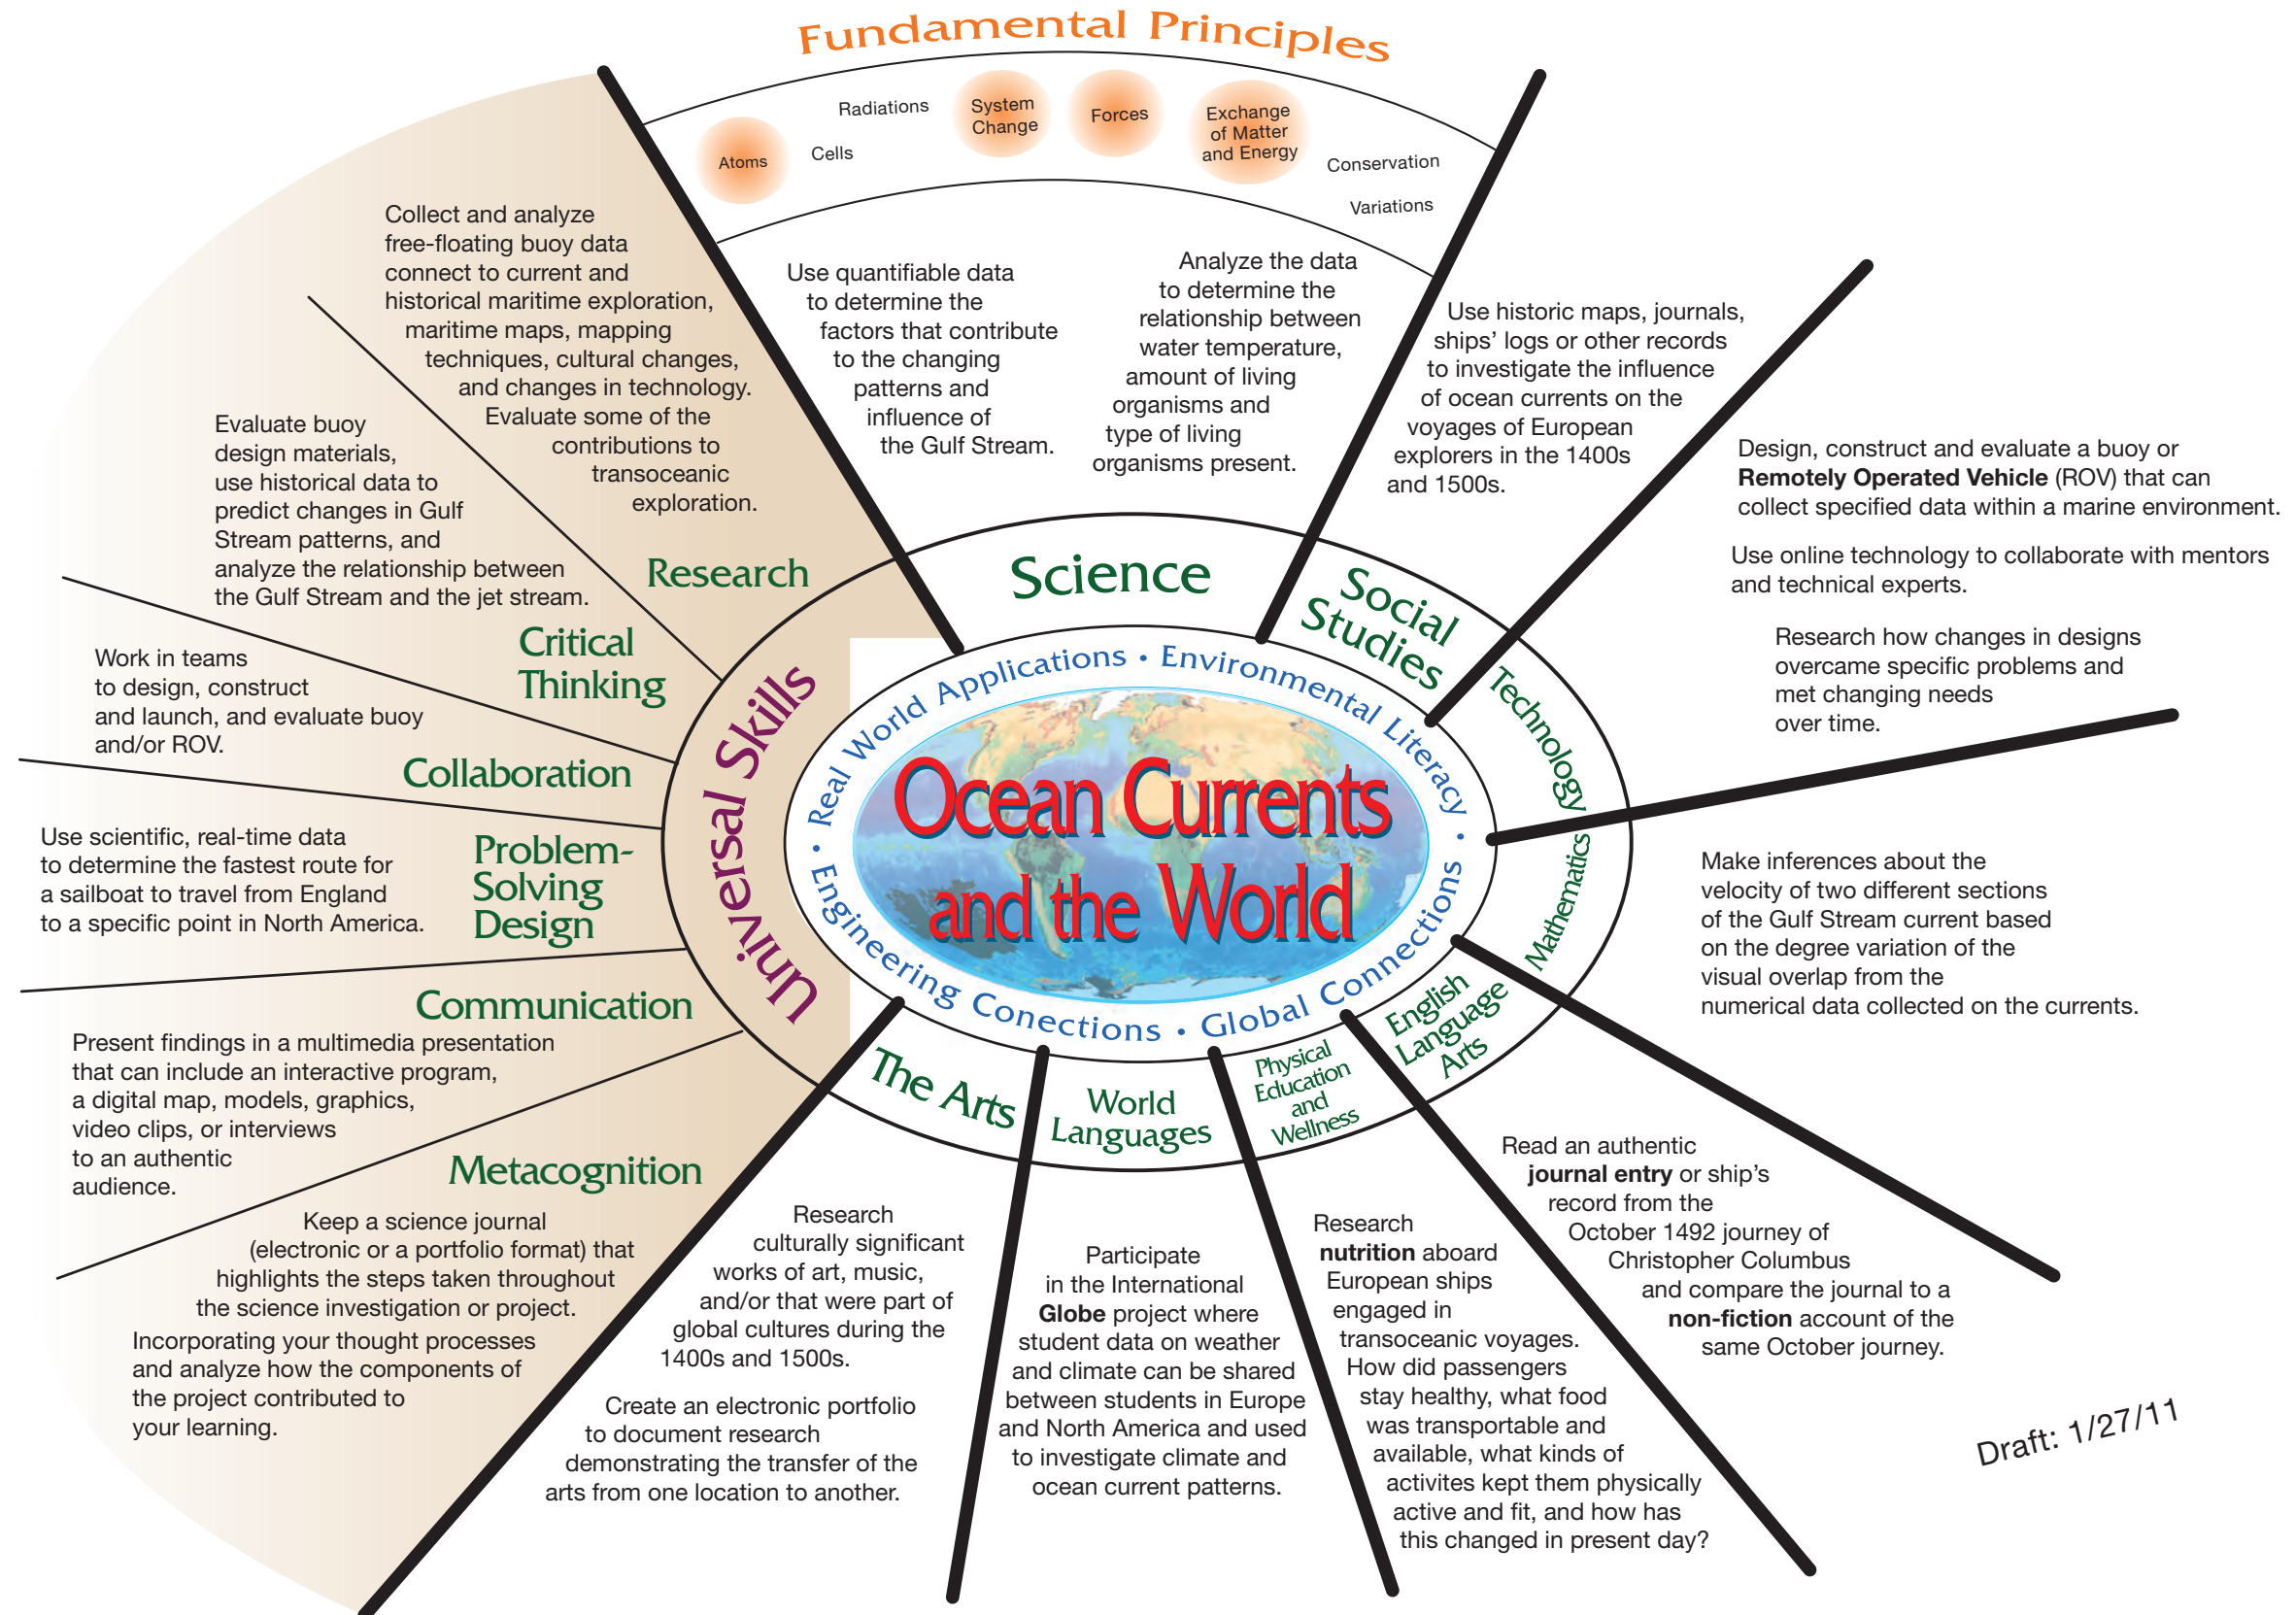 Fundamental Principles
Atoms
Radiations
Cells
System
Change
Forces
Exchange
of Matter
and Energy
Conservation
Variations
Use quantifiable data
to determine the
factors that contribute
to the changing
patterns and
influence of
the Gulf Stream.
Analyze the data
to determine the
relationship between
water temperature,
amount of living
organisms and
type of living
organisms present.
Science
Use historic maps, journals,
ships’ logs or other records
to investigate the influence
of ocean currents on the
voyages of European
explorers in the 1400s
and 1500s.
Social
Studies
Design, construct and evaluate a buoy or
Remotely Operated Vehicle (ROV) that can
collect specified data within a marine environment.
Use online technology to collaborate with mentors
and technical experts.
Research how changes in designs
overcame specific problems and
met changing needs
over time.
Technology
Make inferences about the
velocity of two different sections
of the Gulf Stream current based
on the degree variation of the
visual overlap from the
numerical data collected on the currents.
Mathematics
English
Language
Arts
Read an authentic
journal entry or ship’s
record from the
October 1492 journey of
Christopher Columbus
and compare the journal to a
non-fiction account of the
same October journey.
Physical
Education
and
Wellness
Research
nutrition aboard
European ships
engaged in
transoceanic voyages.
How did passengers
stay healthy, what food
was transportable and
available, what kinds of
activites kept them physically
active and fit, and how has
this changed in present day?
World
Languages
Participate
in the International
Globe project where
student data on weather
and climate can be shared
between students in Europe
and North America and used
to investigate climate and
ocean current patterns.
The Arts
Research
culturally significant
works of art, music,
and/or that were part of
global cultures during the
1400s and 1500s.
Create an electronic portfolio
to document research
demonstrating the transfer of the
arts from one location to another.
Universal Skills
Collect and analyze
free-floating buoy data
connect to current and
historical maritime exploration,
maritime maps, mapping
techniques, cultural changes,
and changes in technology.
Evaluate some of the
contributions to
transoceanic
exploration.
Research
Evaluate buoy
design materials,
use historical data to
predict changes in Gulf
Stream patterns, and
analyze the relationship between
the Gulf Stream and the jet stream.
Critical
Thinking
Work in teams
to design, construct
and launch, and evaluate buoy
and/or ROV.
Collaboration
Use scientific, real-time data
to determine the fastest route for
a sailboat to travel from England
to a specific point in North America.
Problem-
Solving
Design
Communication
Present findings in a multimedia presentation
that can include an interactive program,
a digital map, models, graphics,
video clips, or interviews
to an authentic
audience.
Metacognition
Keep a science journal
(electronic or a portfolio format) that
highlights the steps taken throughout
the science investigation or project.
Incorporating your thought processes
and analyze how the components of
the project contributed to
your learning.
• Real World Applications • Environmental Literacy •
Engineering Conections • Global Connections
Ocean Currents
and the World
Draft: 1/27/11